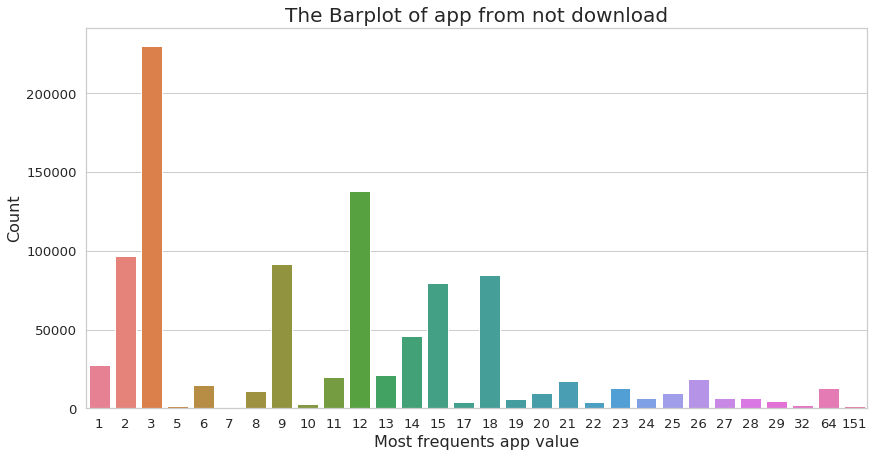 The Barplot of app from not download
Count
200000
150000
100000
50000
0
1 2 3 5 6 7 8 9 10 11 12 13 14 15 17 18 19 20 21 22 23 24 25 26 27 28 29 32 64 151
Most frequents app value